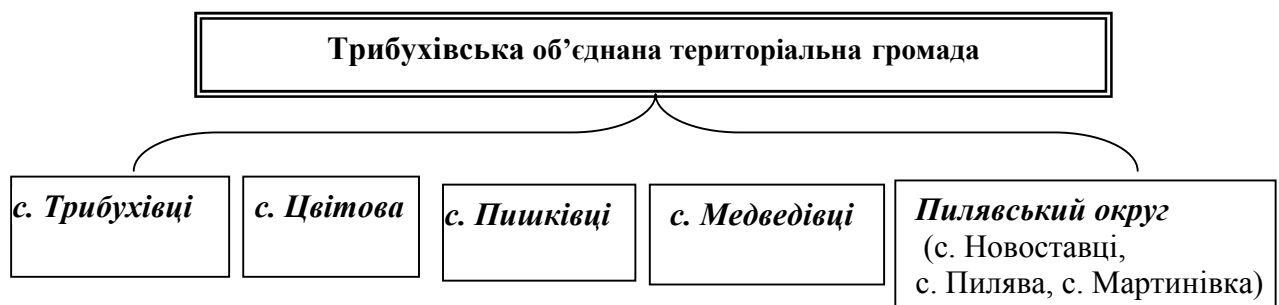 Трибухівська об’єднана територіальна громада
с. Трибухівці
с. Цвітова
с. Пишківці
с. Медведівці
Пилявський округ
(с. Новоставці,
с. Пилява, с. Мартинівка)